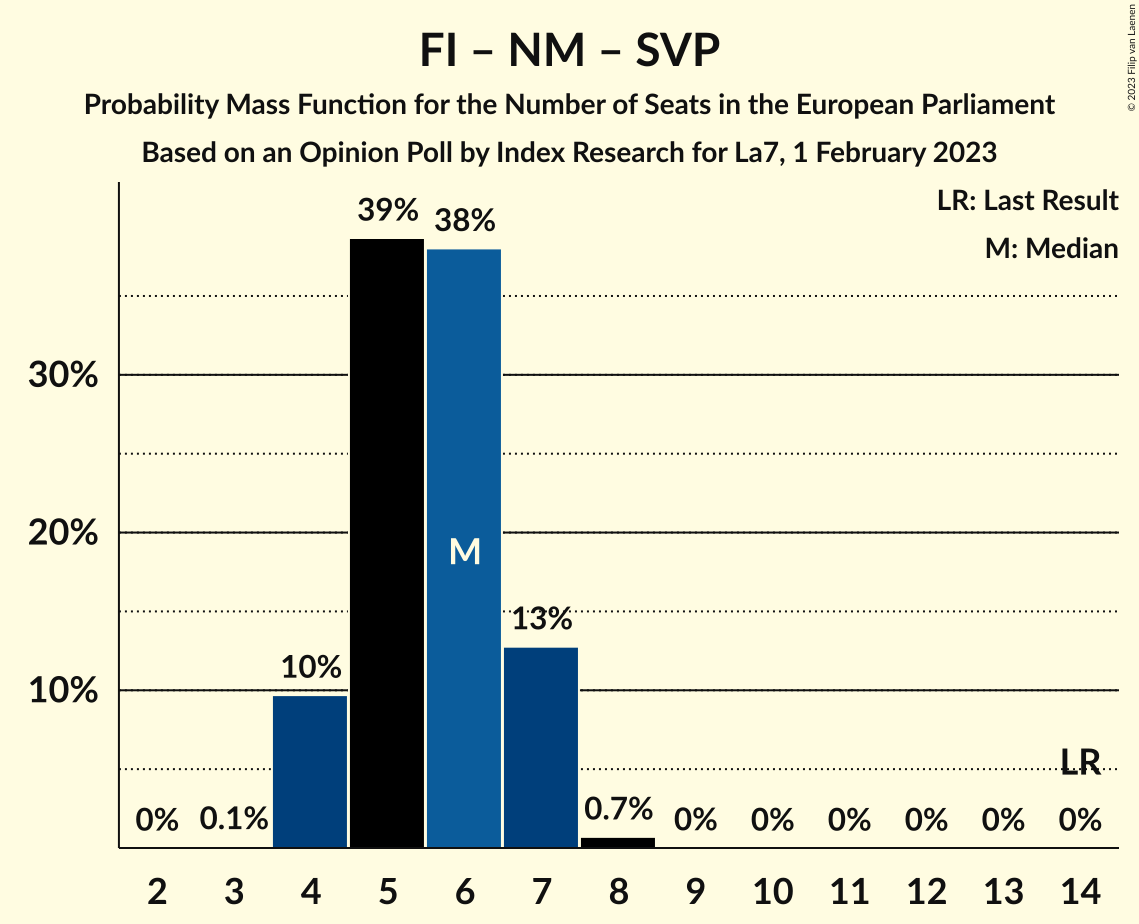 FI – NM – SVP
Probability Mass Function for the Number of Seats in the European Parliament
Based on an Opinion Poll by Index Research for La7, 1 February 2023
© 2023 Filip van Laenen
LR: Last Result
M: Median
39%
38%
30%
20%
M
13%
10%
10%
LR
0%
0.1%
0.7%
0%
0%
0%
0%
0%
0%
2 3 4 5 6 7 8 9 10 11 12 13 14